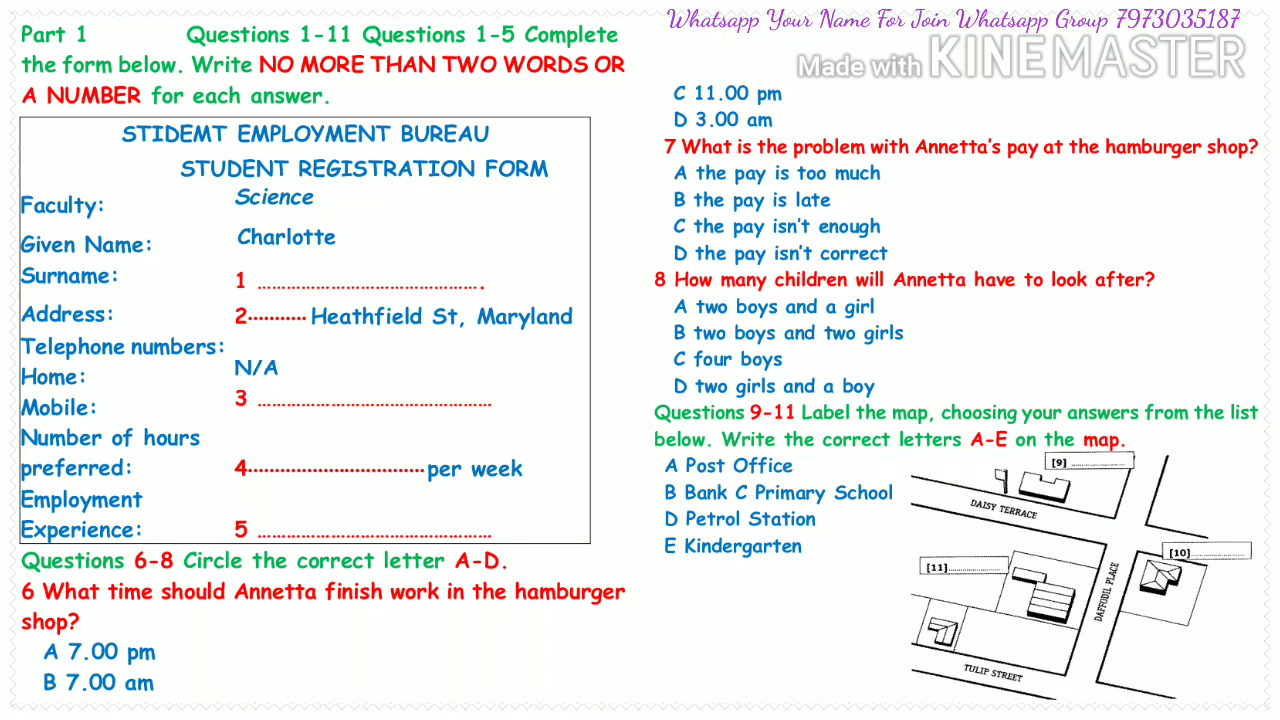 Whatsapp Your Name For Join Whatsapp Group 7973035187
Made with KINEMASTER
Part 1 Questions 1-11 Questions 1-5 Complete
the form below. Write NO MORE THAN TWO WORDS OR
A NUMBER for each answer.
STIDEMT EMPLOYMENT BUREAU
STUDENT REGISTRATION FORM
Faculty: Science
Given Name: Charlotte
Surname: 1 ............................................
Address: 2........... Heathfield St, Maryland
Telephone numbers:
Home: N/A
Mobile: 3 ............................................
Number of hours
preferred: 4.................................per week
Employment
Experience: 5 ............................................
Questions 6-8 Circle the correct letter A-D.
6 What time should Annetta finish work in the hamburger
shop?
A 7.00 pm
B 7.00 am
C 11.00 pm
D 3.00 am
7 What is the problem with Annetta's pay at the hamburger shop?
A the pay is too much
B the pay is late
C the pay isn't enough
D the pay isn't correct
8 How many children will Annetta have to look after?
A two boys and a girl
B two boys and two girls
C four boys
D two girls and a boy
Questions 9-11 Label the map, choosing your answers from the list
below. Write the correct letters A-E on the map.
A Post Office
B Bank C Primary School
D Petrol Station
E Kindergarten
[9] ..................
DAISY TERRACE
[10]..................
[11]..................
DAFFODIL PLACE
TULIP STREET